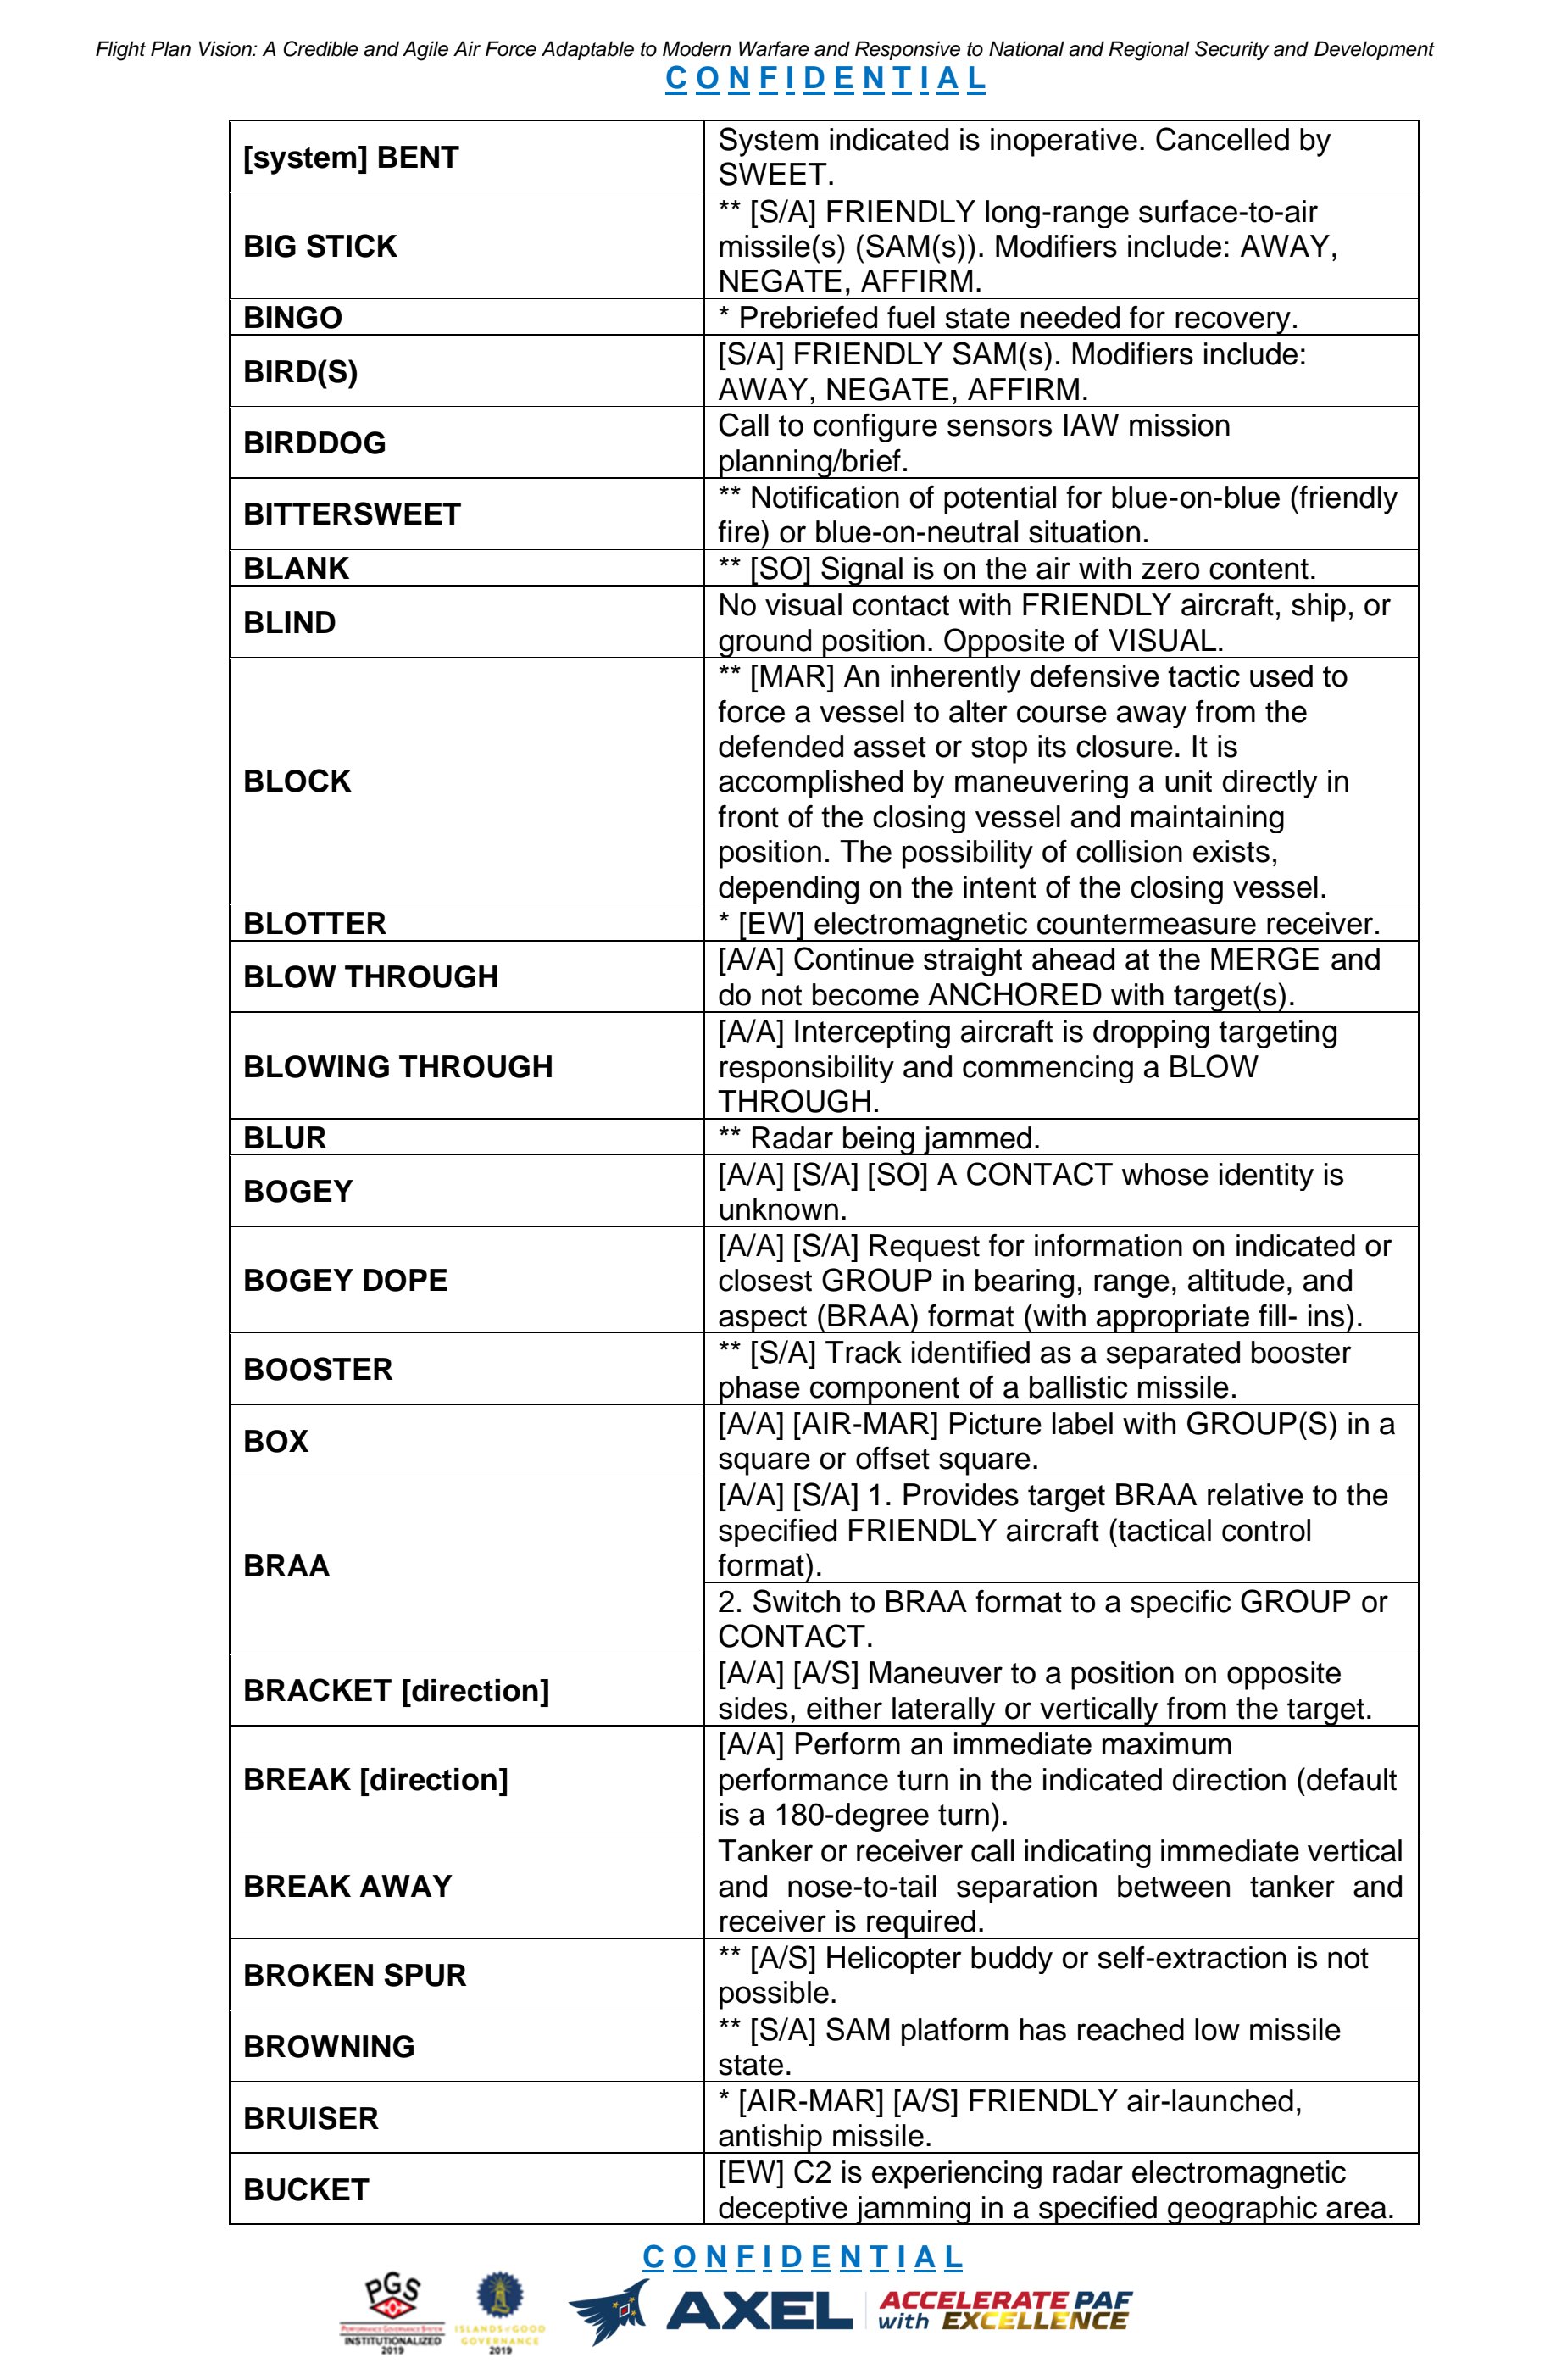 Flight Plan Vision: A Credible and Agile Air Force Adaptable to Modern Warfare and Responsive to National and Regional Security and Development
CONFIDENTIAL
[system] BENT
System indicated is inoperative. Cancelled by
SWEET.
BIG STICK
** [S/A] FRIENDLY long-range surface-to-air
missile(s) (SAM(s)). Modifiers include: AWAY,
NEGATE, AFFIRM.
BINGO
* Prebriefed fuel state needed for recovery.
BIRD(S)
[S/A] FRIENDLY SAM(s). Modifiers include:
AWAY, NEGATE, AFFIRM.
BIRDDOG
Call to configure sensors IAW mission
planning/brief.
BITTERSWEET
** Notification of potential for blue-on-blue (friendly
fire) or blue-on-neutral situation.
BLANK
** [SO] Signal is on the air with zero content.
BLIND
No visual contact with FRIENDLY aircraft, ship, or
ground position. Opposite of VISUAL.
BLOCK
** [MAR] An inherently defensive tactic used to
force a vessel to alter course away from the
defended asset or stop its closure. It is
accomplished by maneuvering a unit directly in
front of the closing vessel and maintaining
position. The possibility of collision exists,
depending on the intent of the closing vessel.
BLOTTER
* [EW] electromagnetic countermeasure receiver.
BLOW THROUGH
[A/A] Continue straight ahead at the MERGE and
do not become ANCHORED with target(s).
BLOWING THROUGH
[A/A] Intercepting aircraft is dropping targeting
responsibility and commencing a BLOW
THROUGH.
BLUR
** Radar being jammed.
BOGEY
[A/A] [S/A] [SO] A CONTACT whose identity is
unknown.
BOGEY DOPE
[A/A] [S/A] Request for information on indicated or
closest GROUP in bearing, range, altitude, and
aspect (BRAA) format (with appropriate fill- ins).
BOOSTER
** [S/A] Track identified as a separated booster
phase component of a ballistic missile.
BOX
[A/A] [AIR-MAR] Picture label with GROUP(S) in a
square or offset square.
BRAA
[A/A] [S/A] 1. Provides target BRAA relative to the
specified FRIENDLY aircraft (tactical control
format).
2. Switch to BRAA format to a specific GROUP or
CONTACT.
BRACKET [direction]
[A/A] [A/S] Maneuver to a position on opposite
sides, either laterally or vertically from the target.
BREAK [direction]
[A/A] Perform an immediate maximum
performance turn in the indicated direction (default
is a 180-degree turn).
BREAK AWAY
Tanker or receiver call indicating immediate vertical
and nose-to-tail separation between tanker and
receiver is required.
BROKEN SPUR
** [A/S] Helicopter buddy or self-extraction is not
possible.
BROWNING
** [S/A] SAM platform has reached low missile
state.
BRUISER
* [AIR-MAR] [A/S] FRIENDLY air-launched,
antiship missile.
BUCKET
[EW] C2 is experiencing radar electromagnetic
deceptive jamming in a specified geographic area.
CONFIDENTIAL
PGS
PERFORMANCE GOVERNANCE SYSTEM
INSTITUTIONALIZED
2019
ISLANDS of GOOD
GOVERNANCE
2019
AXEL
ACCELERATE PAF
with EXCELLENCE